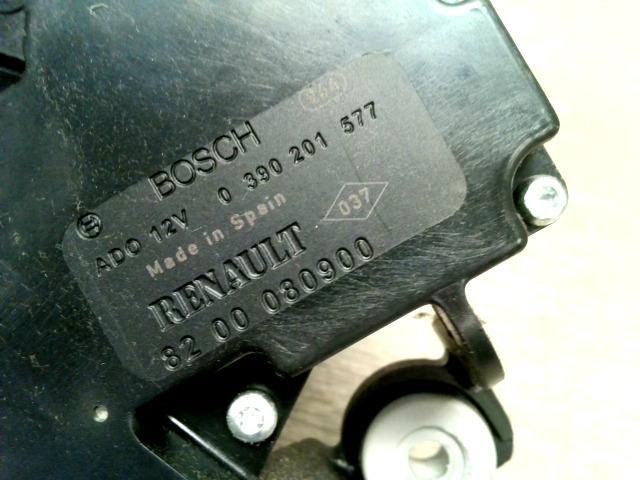 BOSCH
ADO 12V 0 390 201 577
Made in Spain
037
RENAULT
82 00 080900